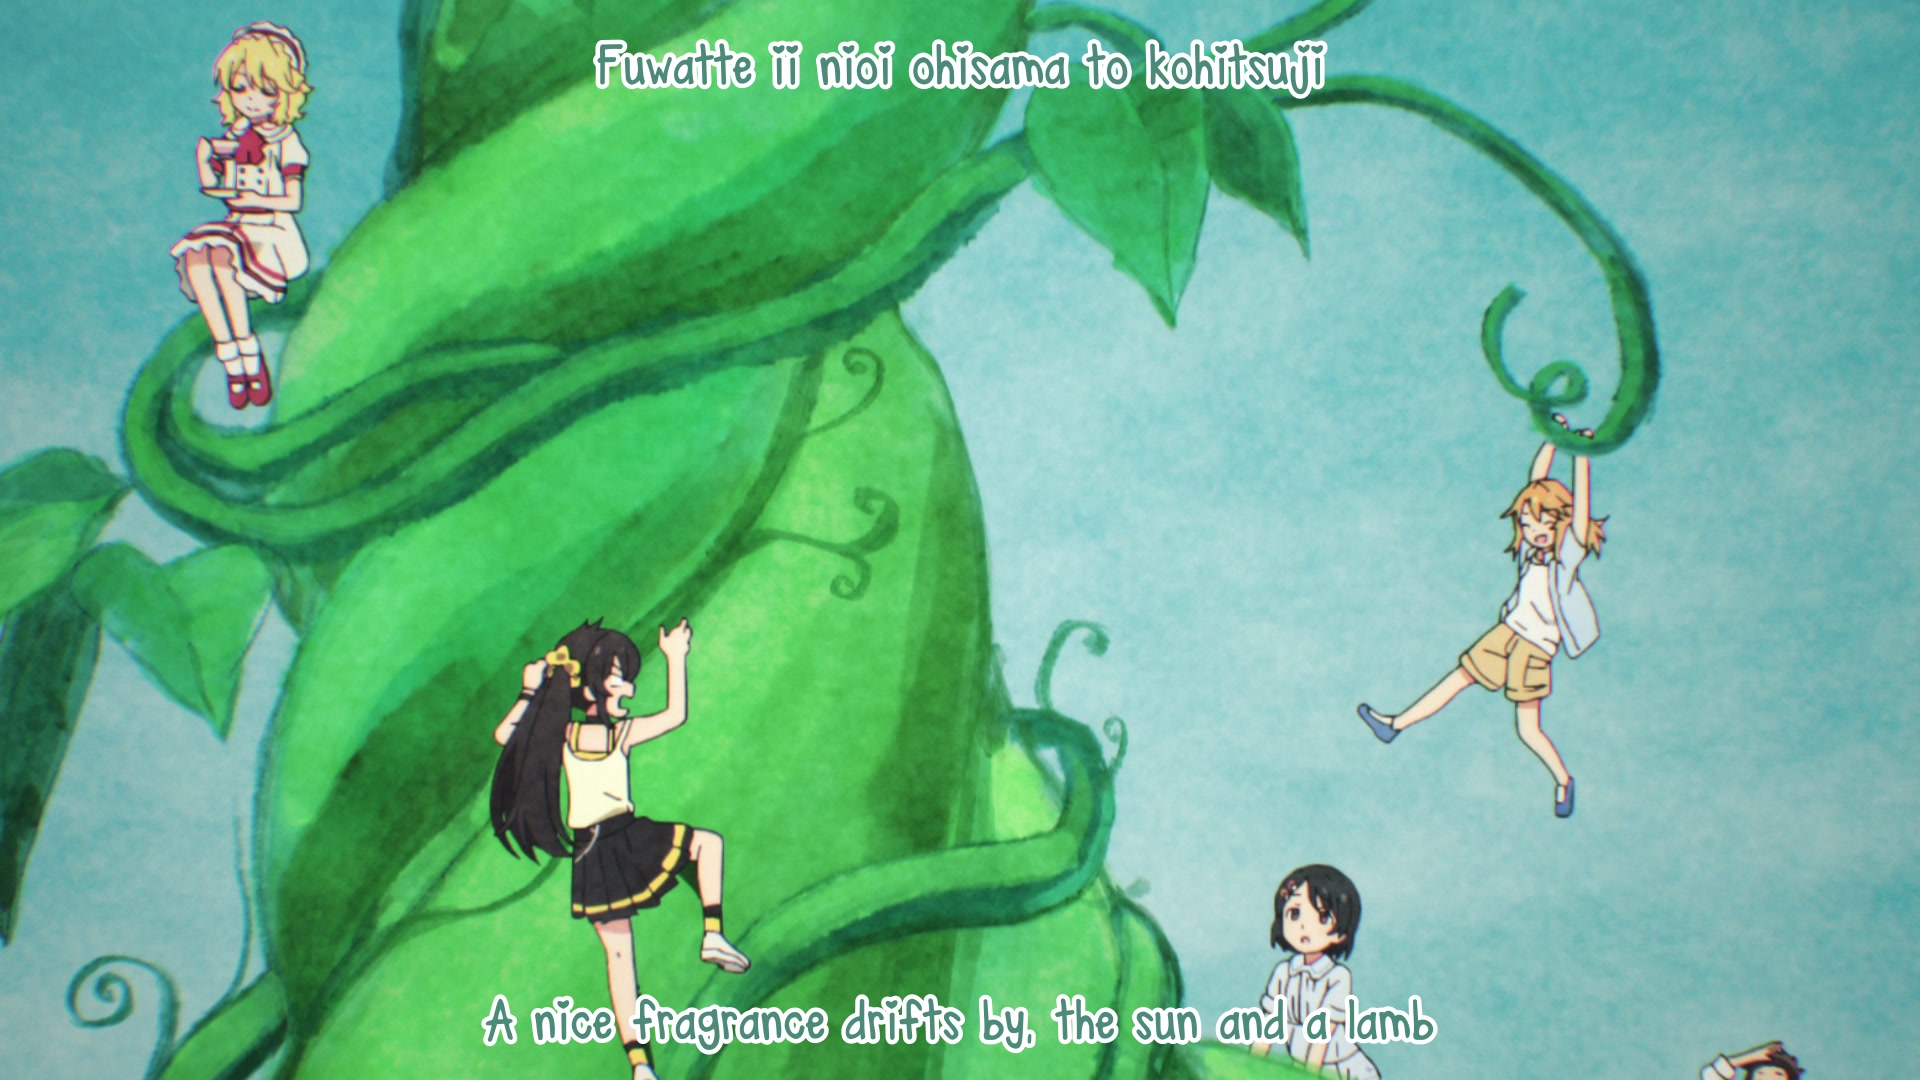 Fuwatte ii nioi ohisama to kohitsuji
A nice fragrance drifts by, the sun and a lamb